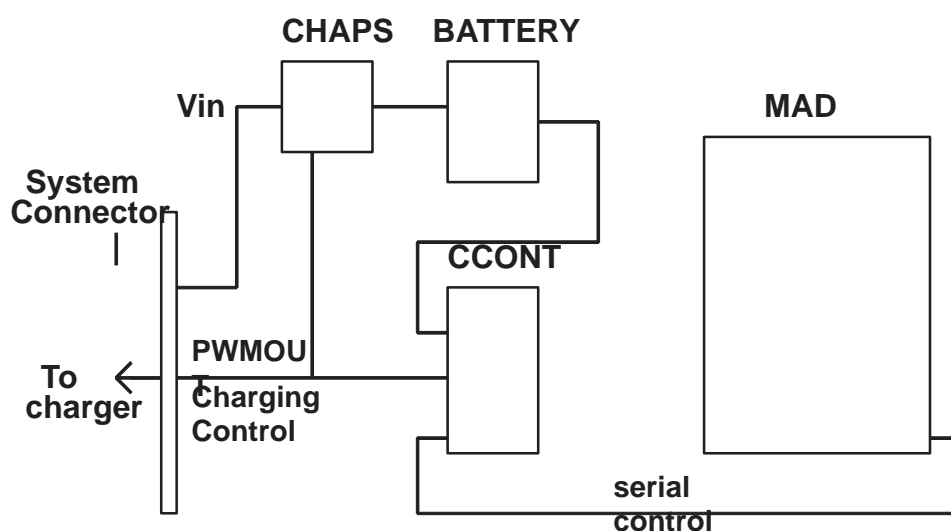 CHAPS
BATTERY
Vin
MAD
System
Connector
CCONT
PWMOU
T
Charging
Control
To
charger
serial
control